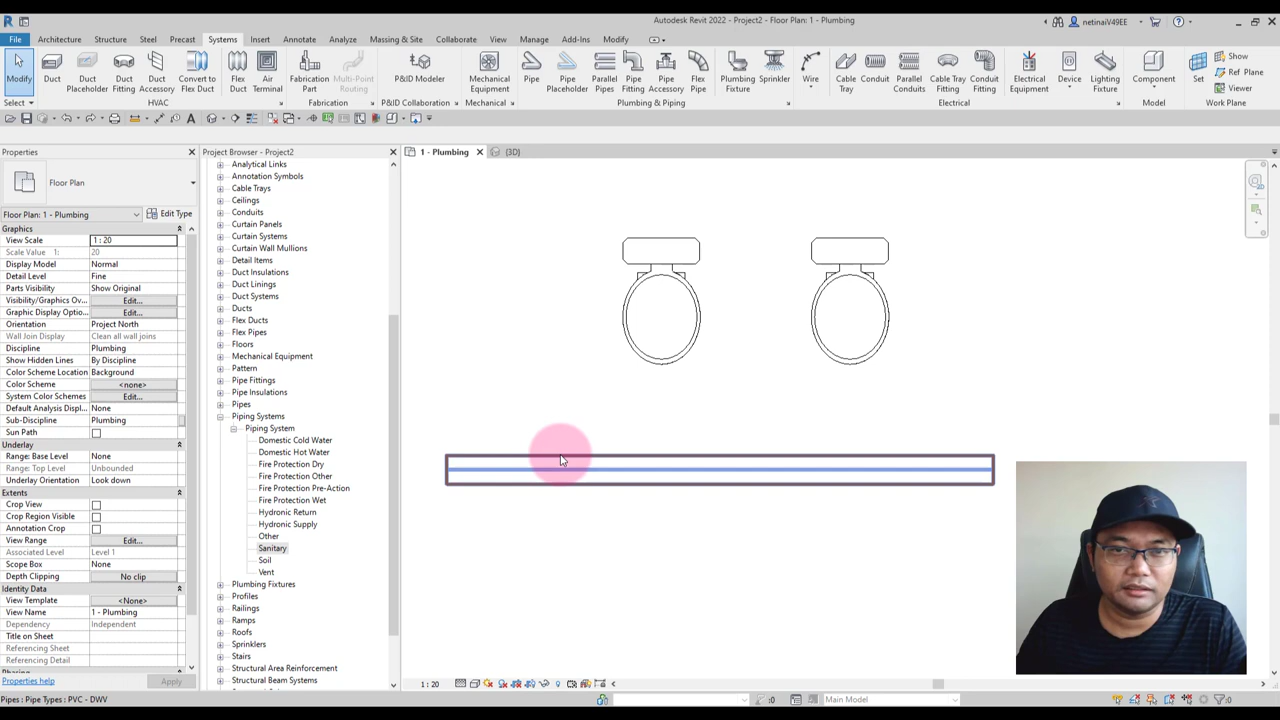 Autodesk Revit 2022 - Project2 - Floor Plan: 1 - Plumbing
netinaiV49EE
File Architecture Structure Steel Precast Systems Insert Annotate Analyze Massing & Site Collaborate View Manage Add-Ins Modify
Modify
Duct
Duct Placeholder
Duct Fitting
Duct Accessory
Convert to Flex Duct
Flex Duct
Air Terminal
Fabrication Part
Multi-Point Routing
P&ID Modeler
Mechanical Equipment
Pipe
Pipe Placeholder
Parallel Pipes
Pipe Fitting
Pipe Accessory
Flex Pipe
Plumbing Fixture
Sprinkler
Wire
Cable Tray
Conduit
Parallel Conduits
Cable Tray Fitting
Conduit Fitting
Electrical Equipment
Device
Lighting Fixture
Component
Set
Show
Ref Plane
Viewer
Select HVAC Fabrication P&ID Collaboration Mechanical Plumbing & Piping Electrical Model Work Plane
Properties
Floor Plan
Floor Plan: 1 - Plumbing Edit Type
Graphics
View Scale 1 : 20
Scale Value 1: 20
Display Model Normal
Detail Level Fine
Parts Visibility Show Original
Visibility/Graphics Ov... Edit...
Graphic Display Optio... Edit...
Orientation Project North
Wall Join Display Clean all wall joins
Discipline Plumbing
Show Hidden Lines By Discipline
Color Scheme Location Background
Color Scheme <none>
System Color Schemes Edit...
Default Analysis Displ... None
Sub-Discipline Plumbing
Sun Path
Underlay
Range: Base Level None
Range: Top Level Unbounded
Underlay Orientation Look down
Extents
Crop View
Crop Region Visible
Annotation Crop
View Range Edit...
Associated Level Level 1
Scope Box None
Depth Clipping No clip
Identity Data
View Template <None>
View Name 1 - Plumbing
Dependency Independent
Title on Sheet
Referencing Sheet
Referencing Detail
Properties help Apply
Project Browser - Project2
Analytical Links
Annotation Symbols
Cable Trays
Ceilings
Conduits
Curtain Panels
Curtain Systems
Curtain Wall Mullions
Detail Items
Duct Insulations
Duct Linings
Duct Systems
Ducts
Flex Ducts
Flex Pipes
Floors
Mechanical Equipment
Pattern
Pipe Fittings
Pipe Insulations
Pipes
Piping Systems
Piping System
Domestic Cold Water
Domestic Hot Water
Fire Protection Dry
Fire Protection Other
Fire Protection Pre-Action
Fire Protection Wet
Hydronic Return
Hydronic Supply
Other
Sanitary
Soil
Vent
Plumbing Fixtures
Profiles
Railings
Ramps
Roofs
Sprinklers
Stairs
Structural Area Reinforcement
Structural Beam Systems
1 - Plumbing
{3D}
1 : 20
Pipes : Pipe Types : PVC - DWV
:0
Main Model
:0